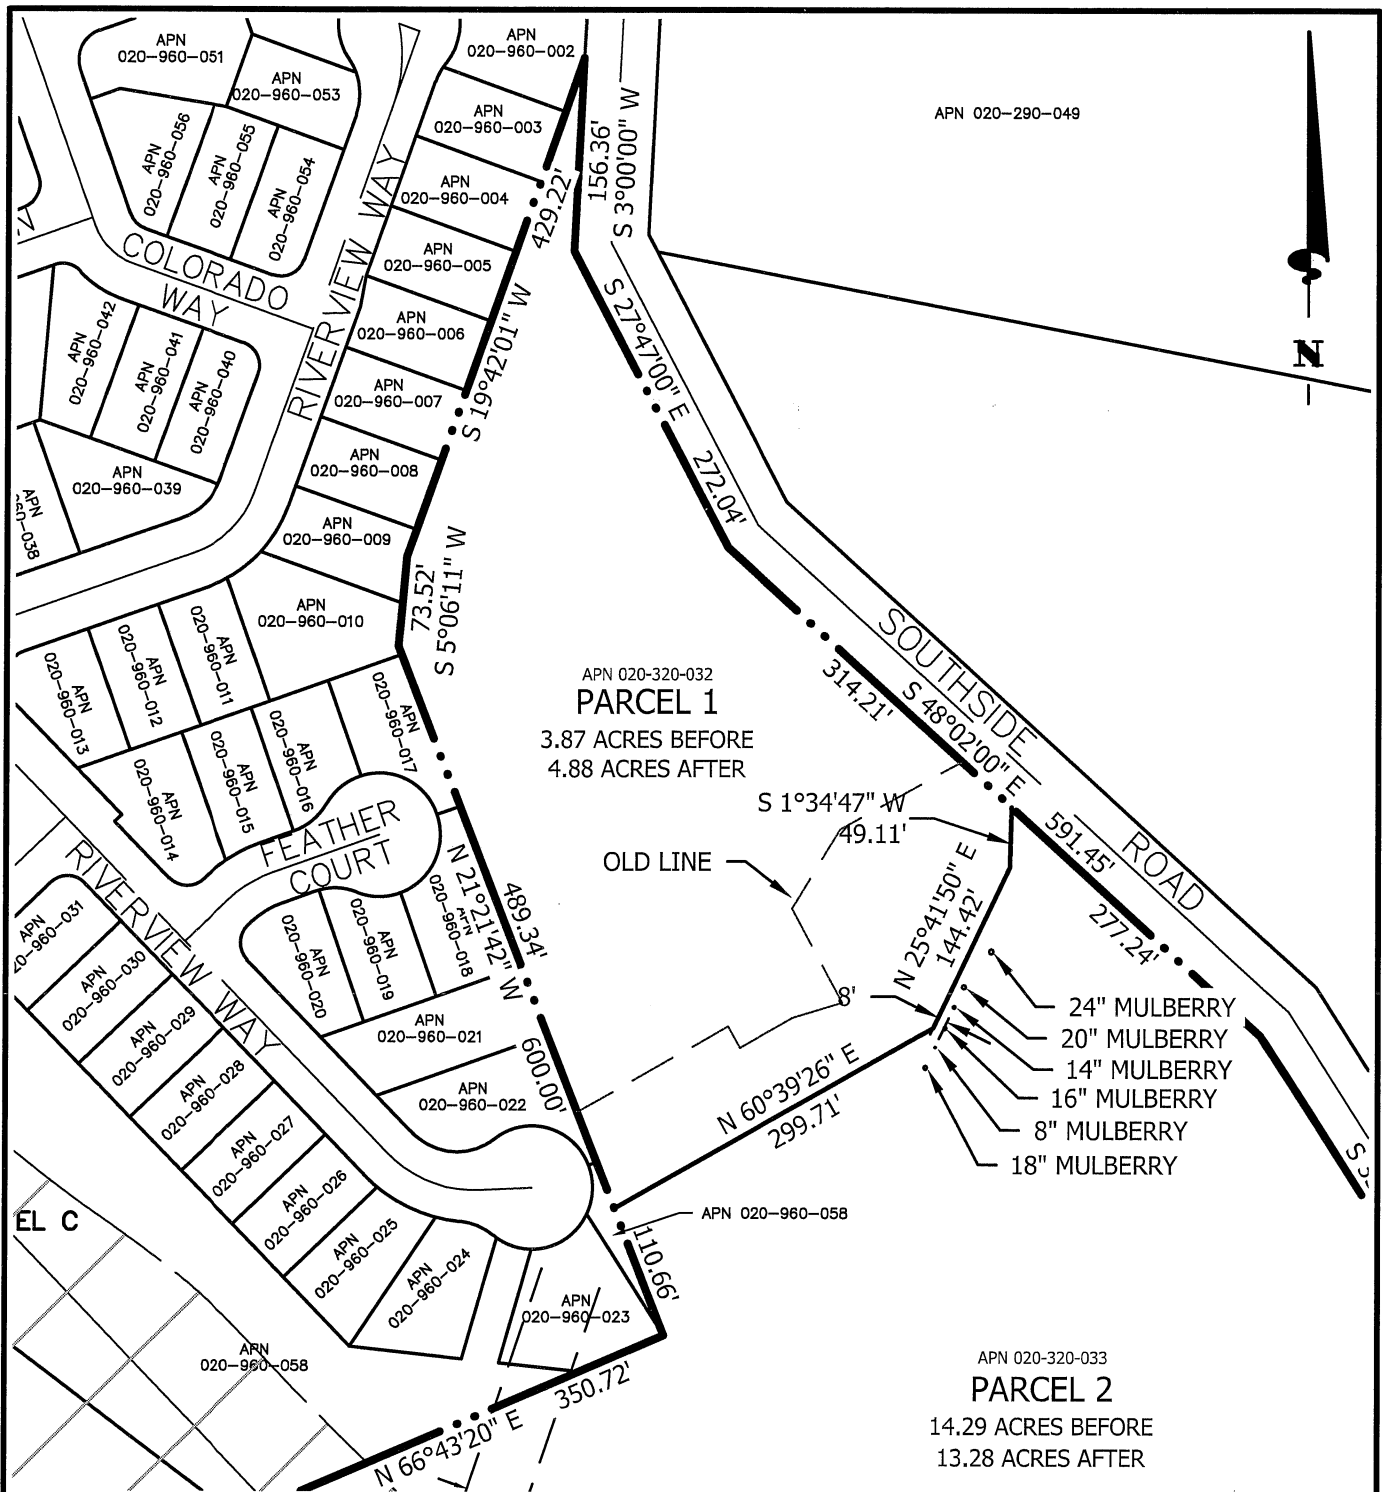 APN
020-960-051
APN
020-960-053
APN
020-960-002
APN
020-960-003
APN
020-960-004
APN
020-960-005
APN
020-960-006
APN
020-960-007
APN
020-960-008
APN
020-960-009
APN
020-960-010
APN
020-960-056
APN
020-960-055
APN
020-960-054
COLORADO
WAY
RIVERVIEW WAY
APN
020-960-042
APN
020-960-041
APN
020-960-040
APN
020-960-039
APN
-038
429.22'
S 19°42'01" W
156.36'
S 3°00'00" W
APN 020-290-049
N
S 27°47'00" E
272.04'
73.52'
S 5°06'11" W
APN 020-320-032
PARCEL 1
3.87 ACRES BEFORE
4.88 ACRES AFTER
SOUTHSIDE
ROAD
314.21'
S 48°02'00" E
591.45'
277.24'
S 1°34'47" W
49.11'
OLD LINE
N 25°41'50" E
144.42'
8'
24" MULBERRY
20" MULBERRY
14" MULBERRY
16" MULBERRY
8" MULBERRY
18" MULBERRY
N 60°39'26" E
299.71'
APN
020-960-011
APN
020-960-012
APN
020-960-013
APN
020-960-014
APN
020-960-015
APN
020-960-016
APN
020-960-017
FEATHER
COURT
RIVERVIEW WAY
489.34'
N 21°21'42" W
600.00'
APN
020-960-018
APN
020-960-019
APN
020-960-020
APN
020-960-021
APN
020-960-022
APN
20-960-031
APN
020-960-030
APN
020-960-029
APN
020-960-028
APN
020-960-027
APN
020-960-026
APN
020-960-025
APN
020-960-024
APN
020-960-023
APN 020-960-058
110.66'
EL C
APN
020-960-058
350.72'
N 66°43'20" E
APN 020-320-033
PARCEL 2
14.29 ACRES BEFORE
13.28 ACRES AFTER